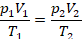 p₁V₁/T₁ = p₂V₂/T₂